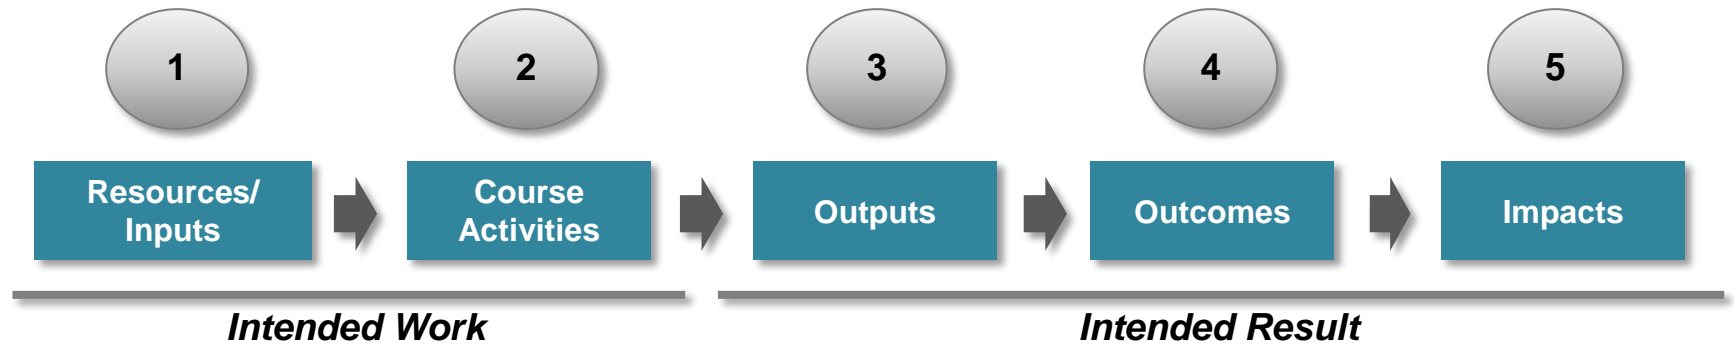 1
2
3
4
5
Resources/
Inputs
Course
Activities
Outputs
Outcomes
Impacts
Intended Work
Intended Result